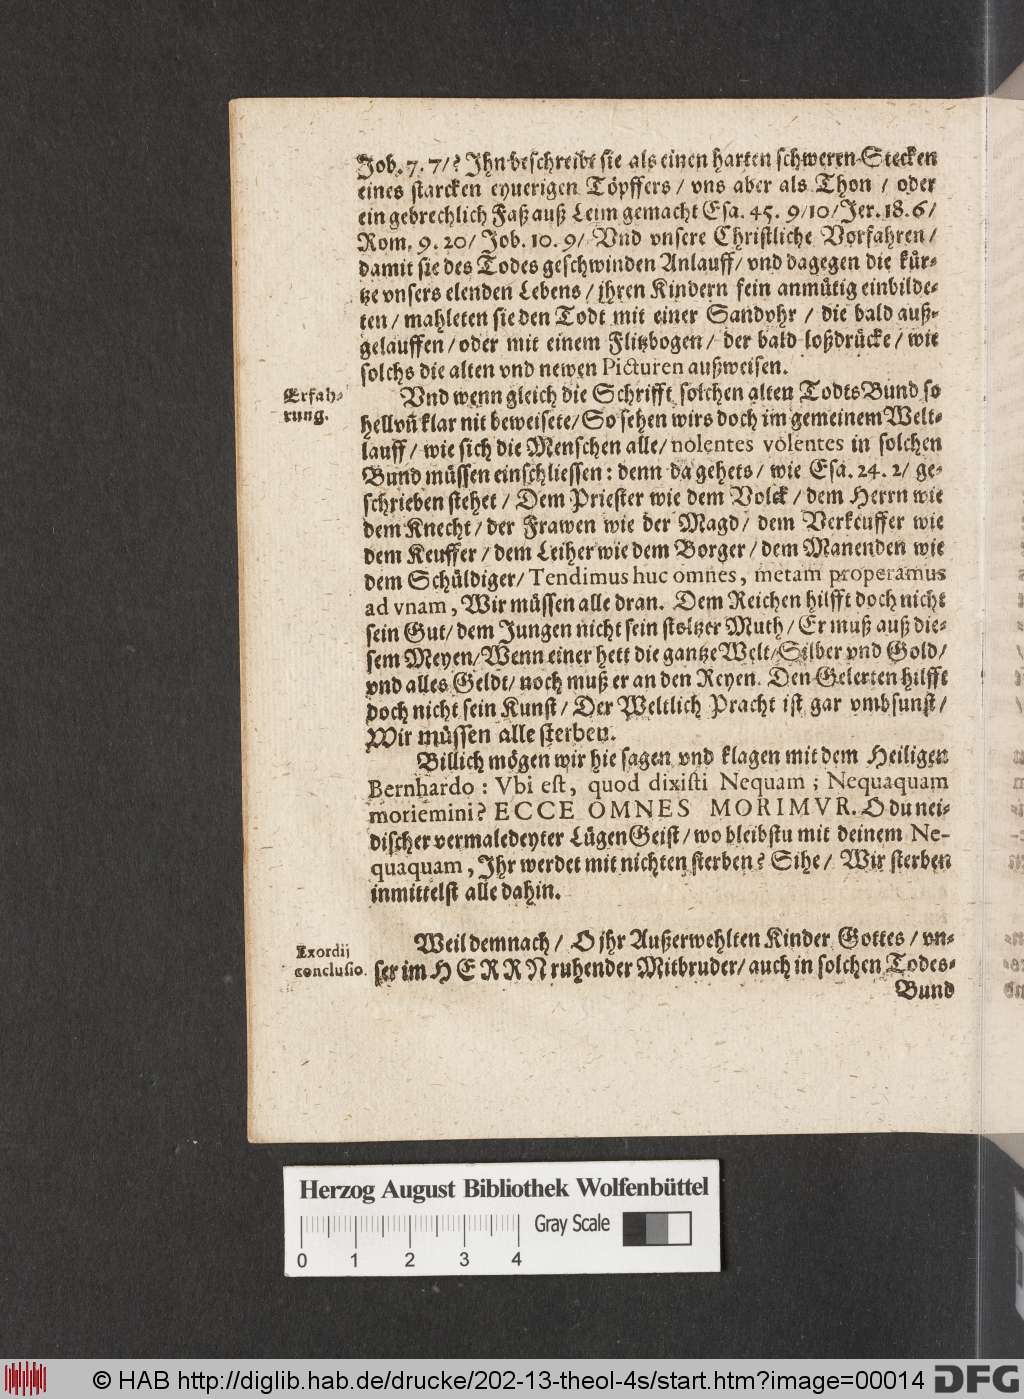 Job. 7. 7/? Jhn beschreibt sie als einen harten schweren Stecken
eines starcken eyuerigen Töpffers / vns aber als Thon / oder
ein gebrechlich Faß auß Leim gemacht Esa. 45. 9/10/ Jer. 18. 6/
Rom. 9. 20/ Job. 10. 9/ Vnd vnsere Christliche Vorfahren/
damit sie des Todes geschwinden Anlauff/ vnd dagegen die kür-
tze vnsers elenden Lebens / jhren Kindern fein anmütig einbilde-
ten / mahleten sie den Todt mit einer Sandvhr / die bald auß-
gelauffen / oder mit einem Flitzbogen / der bald loßdrücke / wie
solchs die alten vnd newen Picturen außweisen.
Erfah-
rung.
Vnd wenn gleich die Schrifft solchen alten TodtsBund so
hell vñ klar nit beweisete/ So sehen wirs doch im gemeinem Welt-
lauff / wie sich die Menschen alle/ nolentes volentes in solchen
Bund müssen einschliessen: denn da gehets / wie Esa. 24. 2/ ge-
schrieben stehet / Dem Priester wie dem Volck / dem Herrn wie
dem Knecht / der Frawen wie der Magd / dem Verkeuffer wie
dem Keuffer / dem Leiher wie dem Borger / dem Manenden wie
dem Schüldiger/ Tendimus huc omnes, metam properamus
ad vnam, Wir müssen alle dran. Dem Reichen hilfft doch nicht
sein Gut/ dem Jungen nicht sein stoltzer Muth / Er muß auß die-
sem Meyen/ Wenn einer hett die gantze Welt/ Silber vnd Gold/
vnd alles Geldt/ noch muß er an den Reyen. Den Gelerten hilfft
doch nicht sein Kunst / Der Weltlich Pracht ist gar vmbsunst /
Wir müssen alle sterben.
Billich mögen wir hie sagen vnd klagen mit dem Heiligen
Bernhardo: Vbi est, quod dixisti Nequam; Nequaquam
moriemini? ECCE OMNES MORIMVR. O du nei-
discher vermaledeyter LügenGeist / wo bleibstu mit deinem Ne-
quaquam, Jhr werdet mit nichten sterben? Sihe / Wir sterben
inmittelst alle dahin.
Exordij
conclusio.
Weil demnach / O jhr Außerwehlten Kinder Gottes / vn-
ser im HERRN ruhender Mitbruder/ auch in solchen Todes-
Bund
Herzog August Bibliothek Wolfenbüttel
Gray Scale
0 1 2 3 4
© HAB http://diglib.hab.de/drucke/202-13-theol-4s/start.htm?image=00014
DFG